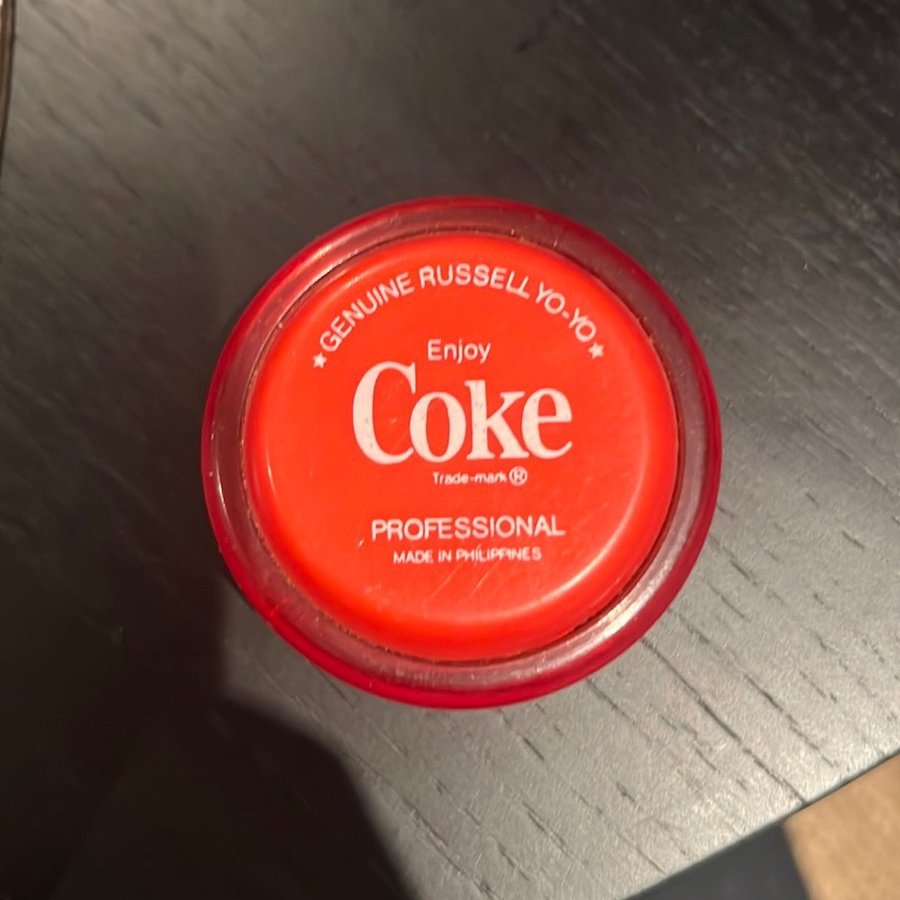 ★GENUINE RUSSELL YO-YO★
Enjoy
Coke
Trade-mark®
PROFESSIONAL
MADE IN PHILIPPINES